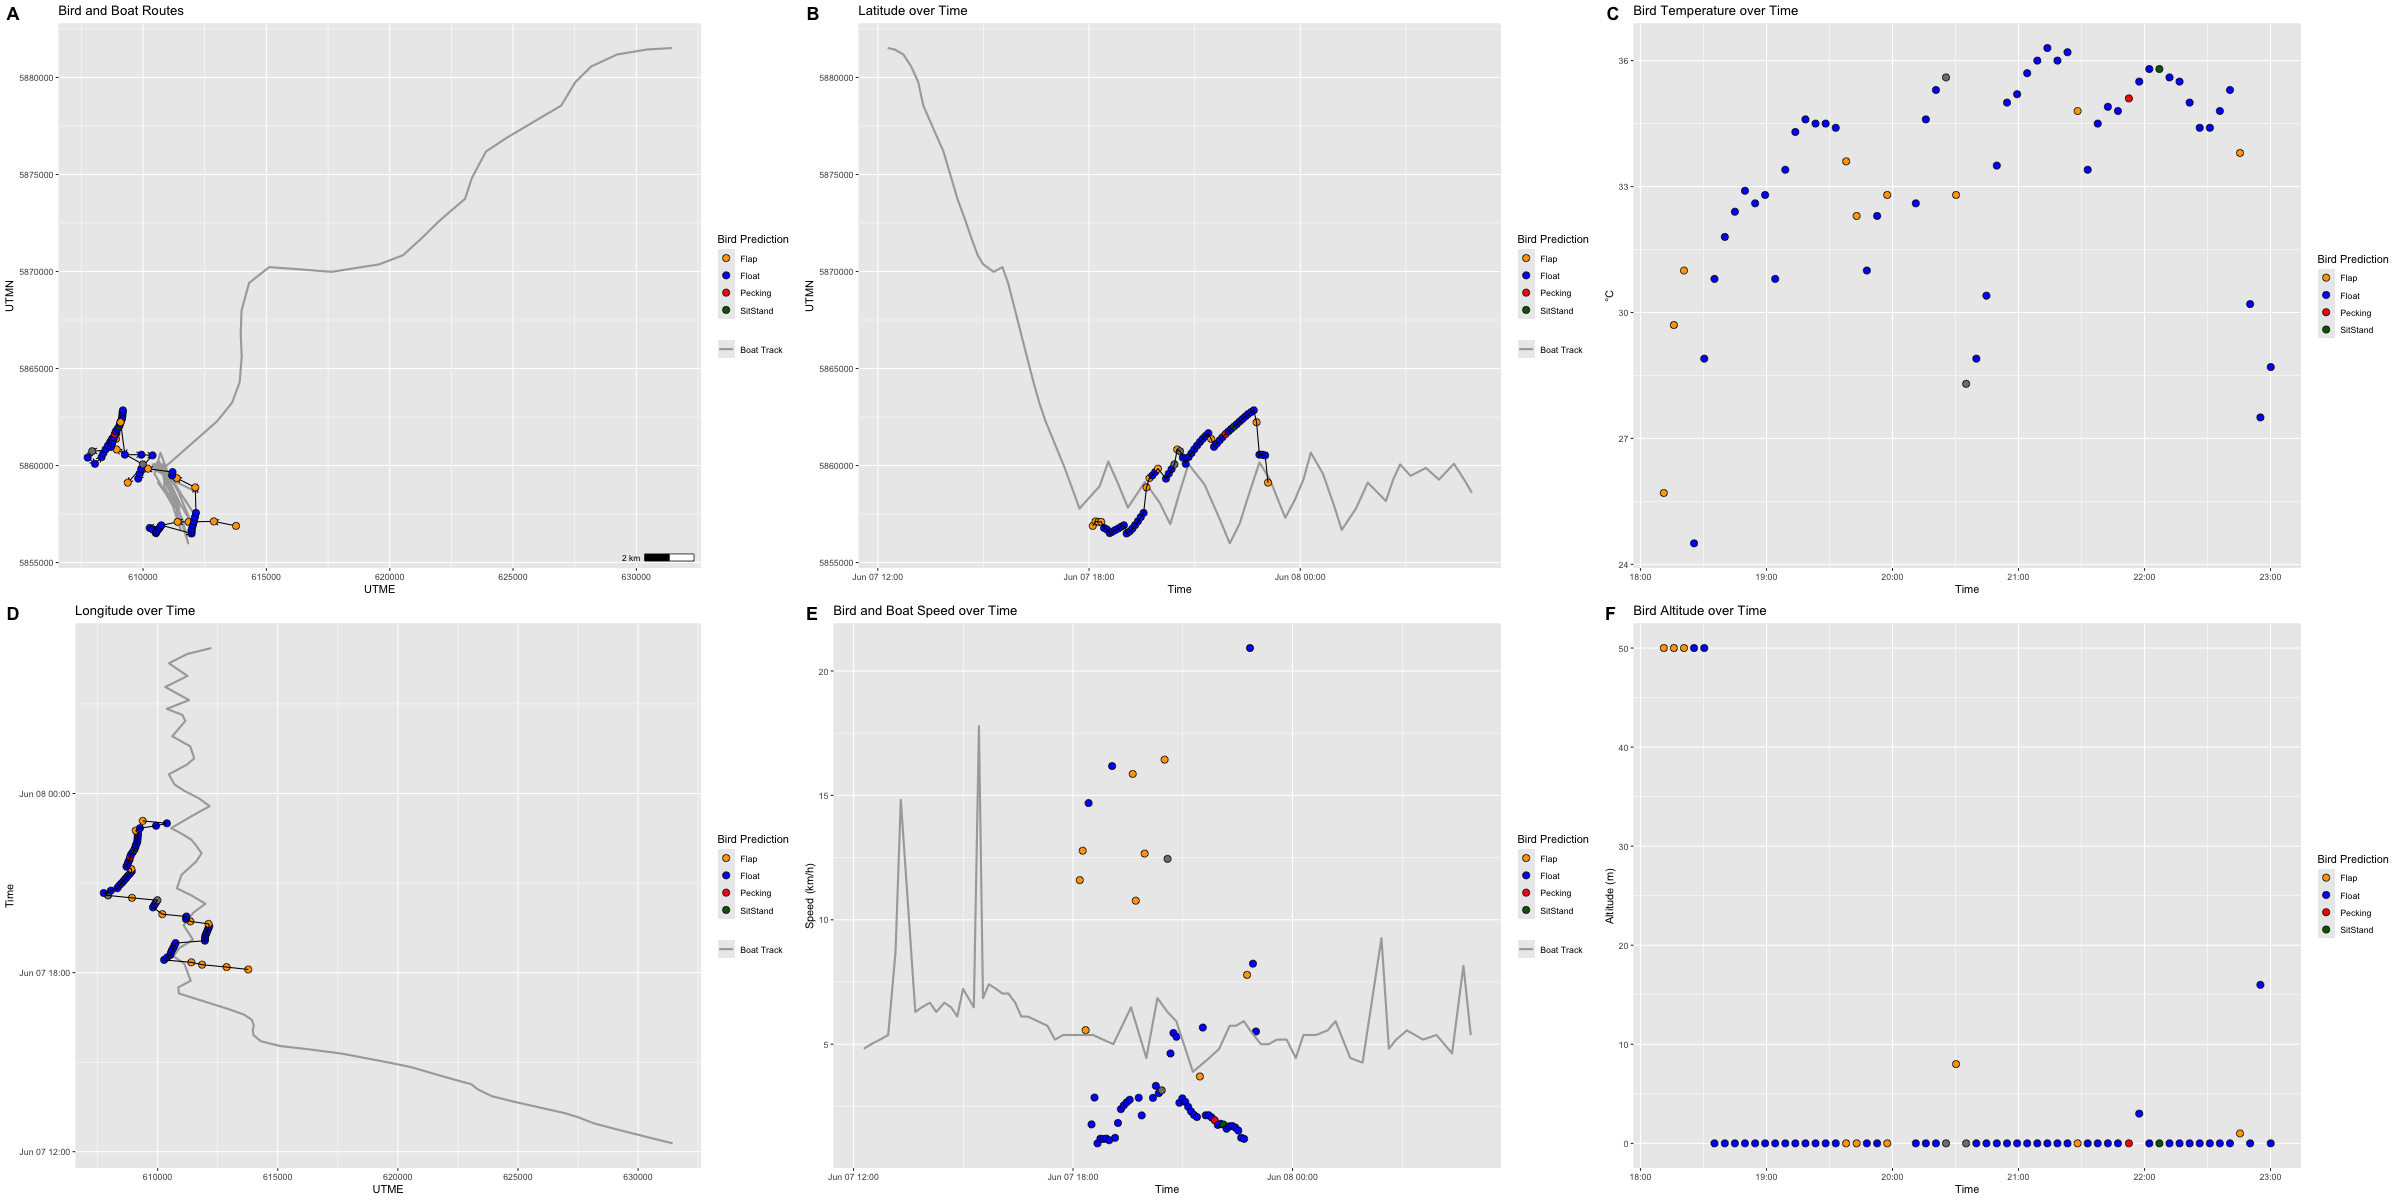 A Bird and Boat Routes
5880000
5875000
5870000
5865000
5860000
5855000
UTMN
610000 615000 620000 625000 630000
UTME
2 km
Bird Prediction
Flap
Float
Pecking
SitStand
Boat Track
B Latitude over Time
5880000
5875000
5870000
5865000
5860000
5855000
UTMN
Jun 07 12:00 Jun 07 18:00 Jun 08 00:00
Time
Bird Prediction
Flap
Float
Pecking
SitStand
Boat Track
C Bird Temperature over Time
36
33
30
27
24
°C
18:00 19:00 20:00 21:00 22:00 23:00
Time
Bird Prediction
Flap
Float
Pecking
SitStand
D Longitude over Time
Jun 08 00:00
Jun 07 18:00
Jun 07 12:00
Time
610000 615000 620000 625000 630000
UTME
Bird Prediction
Flap
Float
Pecking
SitStand
Boat Track
E Bird and Boat Speed over Time
20
15
10
5
Speed (km/h)
Jun 07 12:00 Jun 07 18:00 Jun 08 00:00
Time
Bird Prediction
Flap
Float
Pecking
SitStand
Boat Track
F Bird Altitude over Time
50
40
30
20
10
0
Altitude (m)
18:00 19:00 20:00 21:00 22:00 23:00
Time
Bird Prediction
Flap
Float
Pecking
SitStand